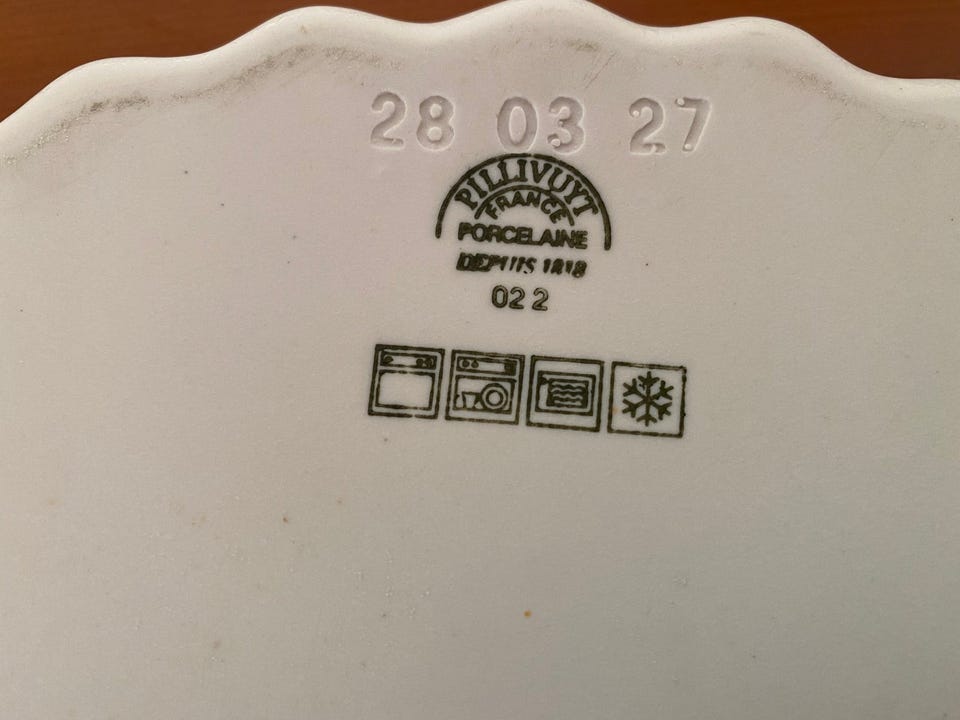 28 03 27
PILLIVUYT
FRANCE
PORCELAINE
DEPUIS 1818
02 2